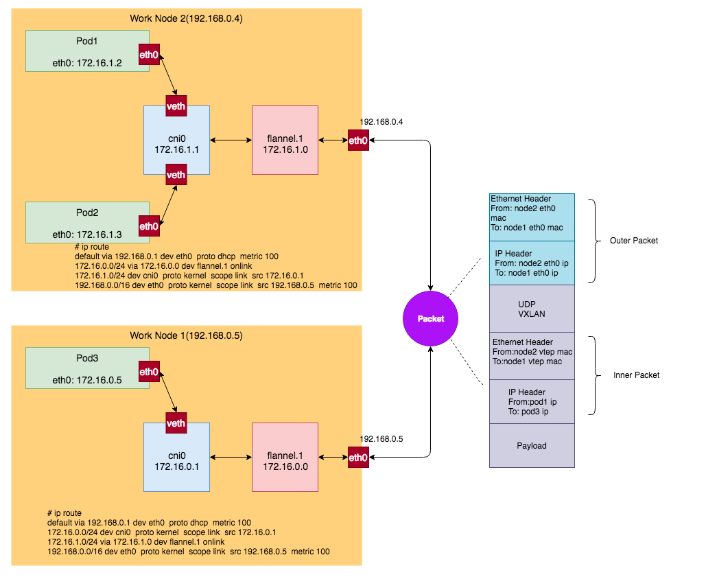 Work Node 2(192.168.0.4)
Pod1
eth0: 172.16.1.2
eth0
veth
cni0
172.16.1.1
veth
flannel.1
172.16.1.0
192.168.0.4
eth0
Pod2
eth0: 172.16.1.3
eth0
# ip route
default via 192.168.0.1 dev eth0 proto dhcp metric 100
172.16.0.0/24 via 172.16.0.0 dev flannel.1 onlink
172.16.1.0/24 dev cni0 proto kernel scope link src 172.16.0.1
192.168.0.0/16 dev eth0 proto kernel scope link src 192.168.0.5 metric 100
Work Node 1(192.168.0.5)
Pod3
eth0: 172.16.0.5
eth0
veth
cni0
172.16.0.1
flannel.1
172.16.0.0
192.168.0.5
eth0
# ip route
default via 192.168.0.1 dev eth0 proto dhcp metric 100
172.16.0.0/24 dev cni0 proto kernel scope link src 172.16.0.1
172.16.1.0/24 via 172.16.1.0 dev flannel.1 onlink
192.168.0.0/16 dev eth0 proto kernel scope link src 192.168.0.5 metric 100
Packet
Ethernet Header
From: node2 eth0
mac
To: node1 eth0 mac
IP Header
From: node2 eth0 ip
To: node1 eth0 ip
Outer Packet
UDP
VXLAN
Ethernet Header
From:node2 vtep mac
To:node1 vtep mac
IP Header
From:pod1 ip
To: pod3 ip
Inner Packet
Payload